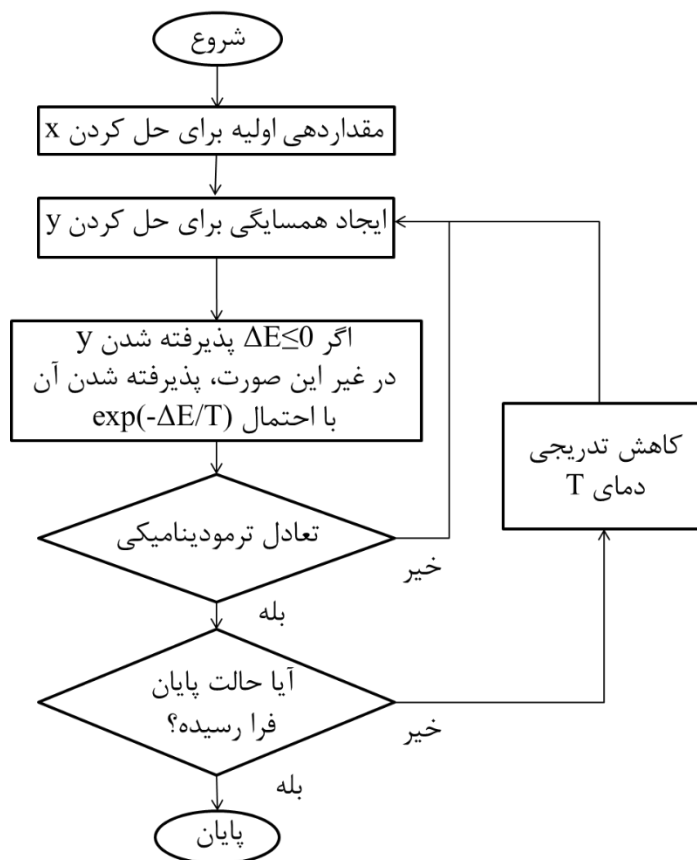 شروع
مقداردهی اولیه برای حل کردن x
ایجاد همسایگی برای حل کردن y
اگر ΔE≤0 پذیرفته شدن y
در غیر این صورت، پذیرفته شدن آن
با احتمال exp(-ΔE/T)
کاهش تدریجی
دمای T
تعادل ترمودینامیکی
خیر
بله
آیا حالت پایان
فرا رسیده؟
خیر
بله
پایان